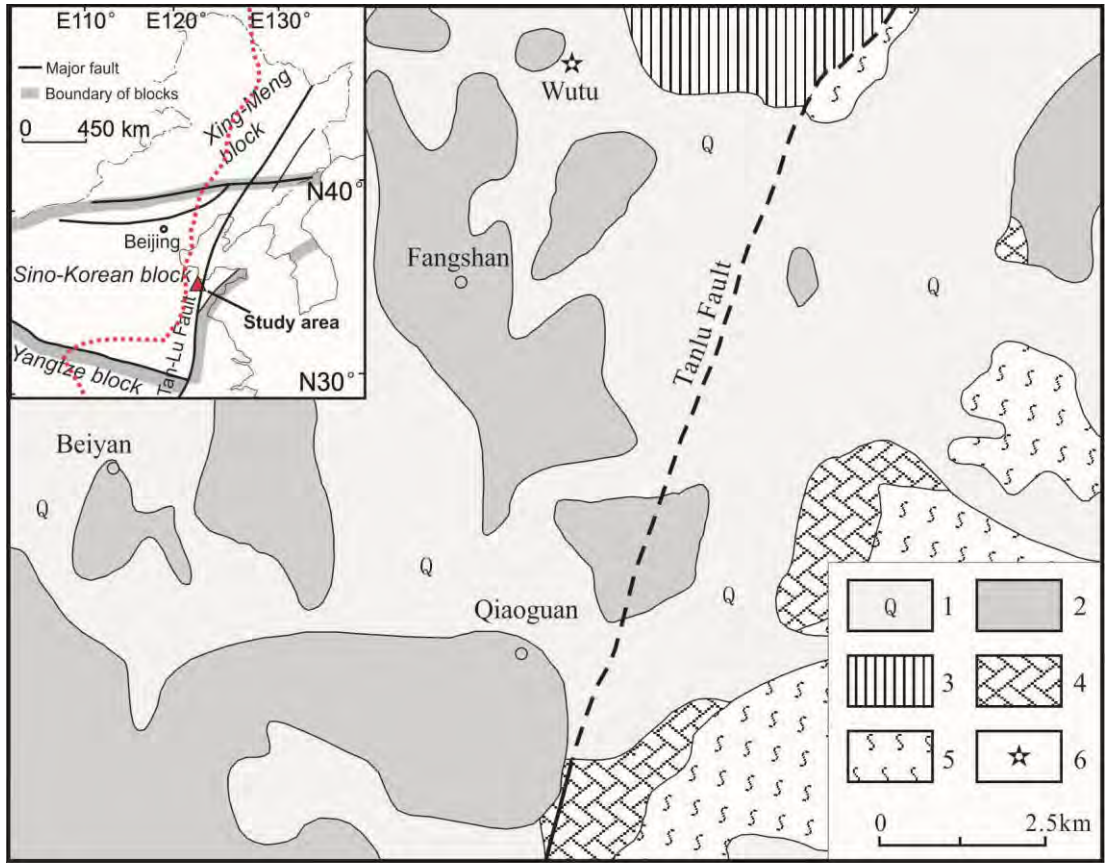 E110° E120° E130°
Major fault
Boundary of blocks
0 450 km
Xing-Meng
block
N40°
Beijing
Sino-Korean block
Study area
Tan-Lu Fault
Yangtze block
N30°
Wutu
Q
Fangshan
Q
Tanlu Fault
Beiyan
Q
Q
Q
Qiaoguan
Q 1 2
3 4
5 6
0 2.5km